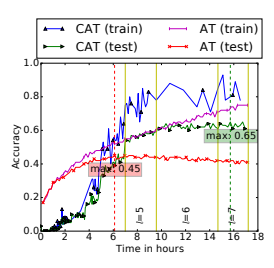 CAT (train)
AT (train)
CAT (test)
AT (test)
1.0
0.8
0.6
0.4
0.2
0.0
Accuracy
max: 0.65
max: 0.45
l=5
l=6
l=7
0 2 4 6 8 10 12 14 16 18
Time in hours